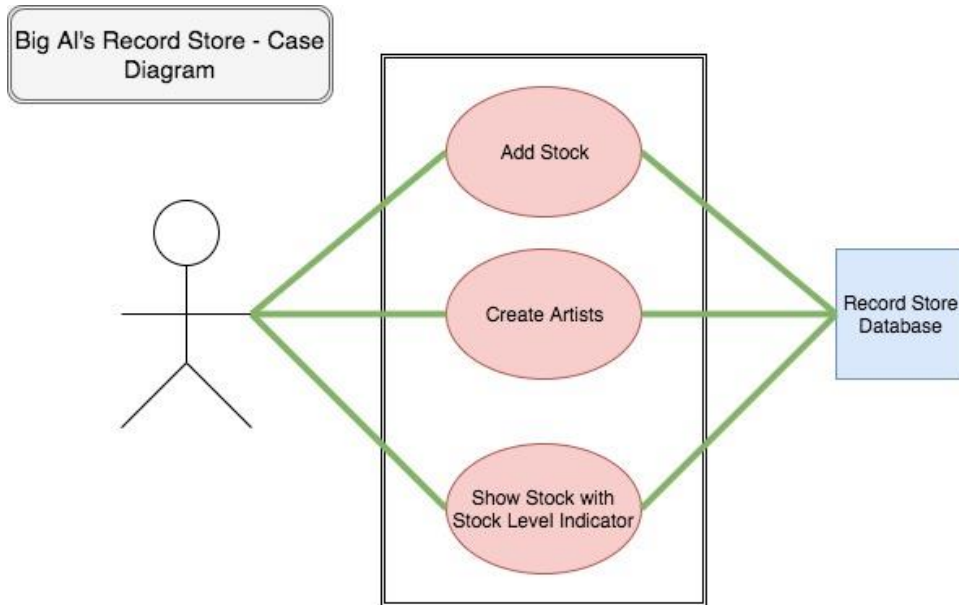 Big Al's Record Store - Case
Diagram
Add Stock
Create Artists
Record Store
Database
Show Stock with
Stock Level Indicator